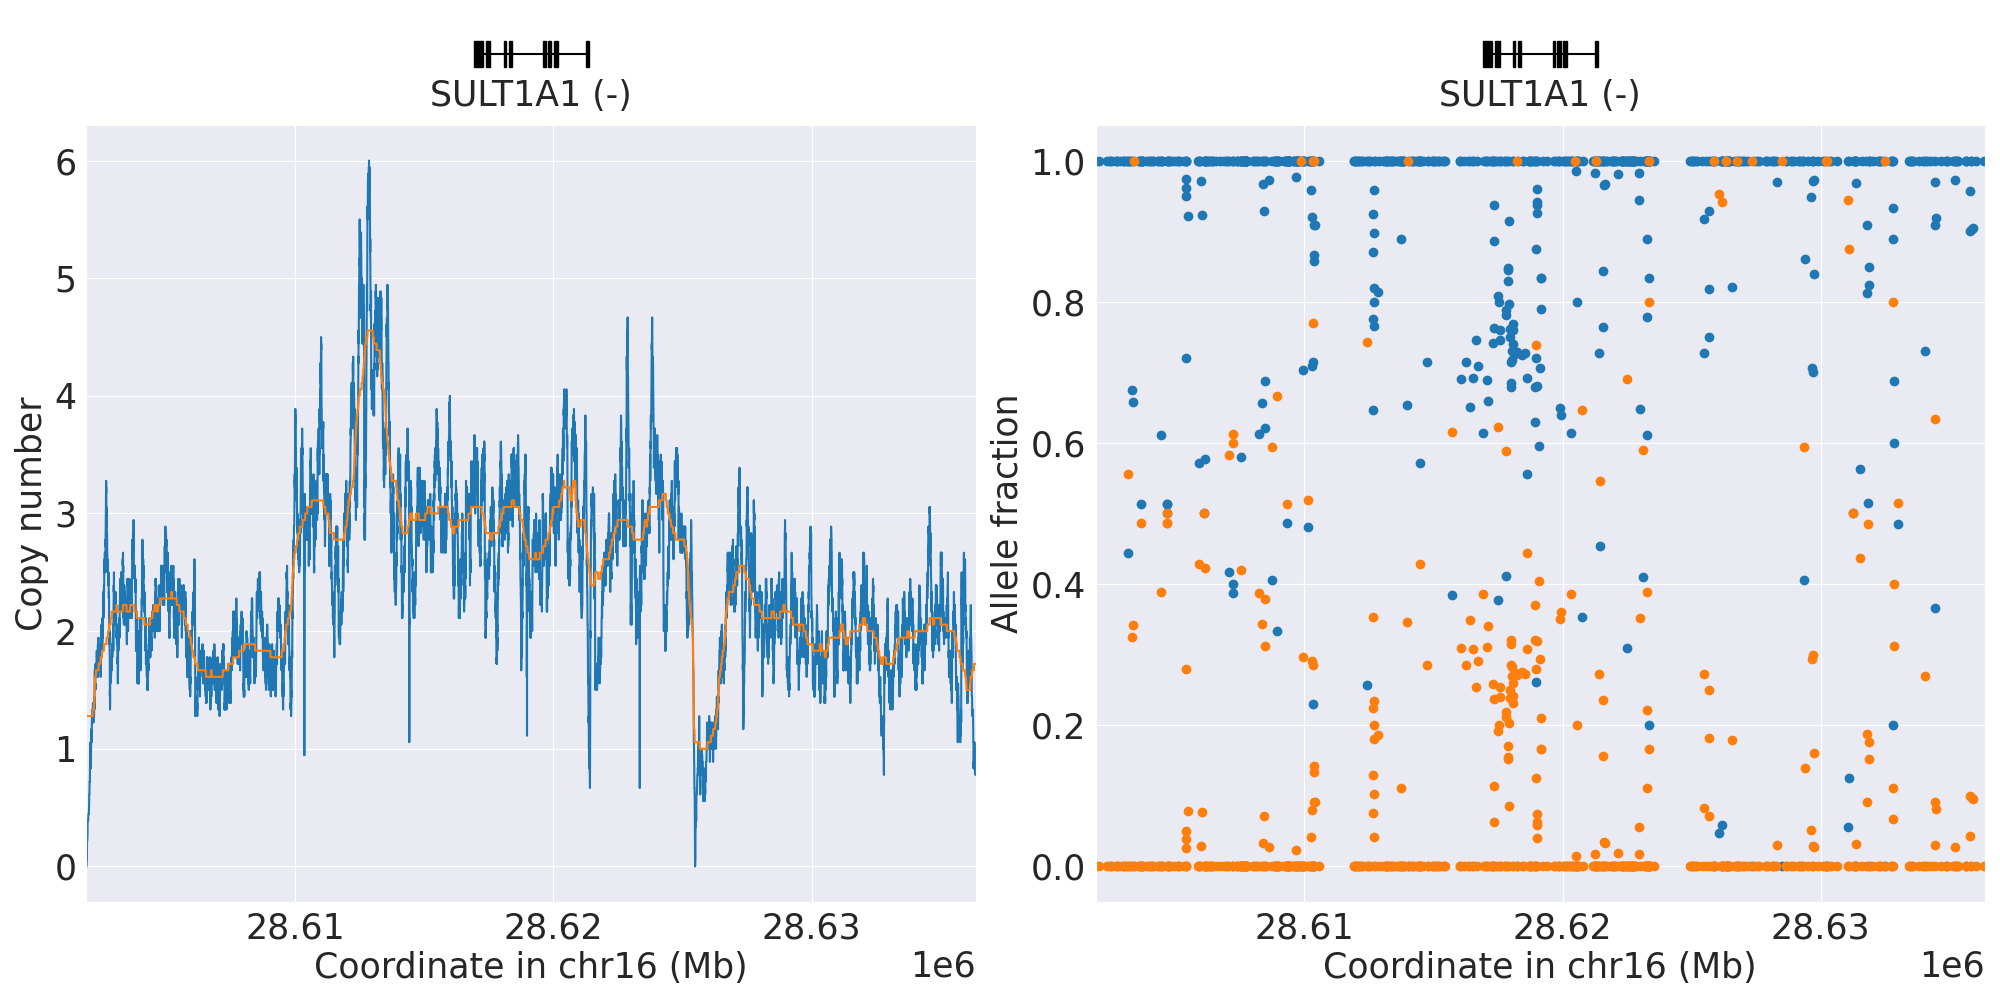 SULT1A1 (-)
SULT1A1 (-)
Copy number
6
5
4
3
2
1
0
28.61
28.62
28.63
Coordinate in chr16 (Mb)
1e6
Allele fraction
1.0
0.8
0.6
0.4
0.2
0.0
28.61
28.62
28.63
Coordinate in chr16 (Mb)
1e6